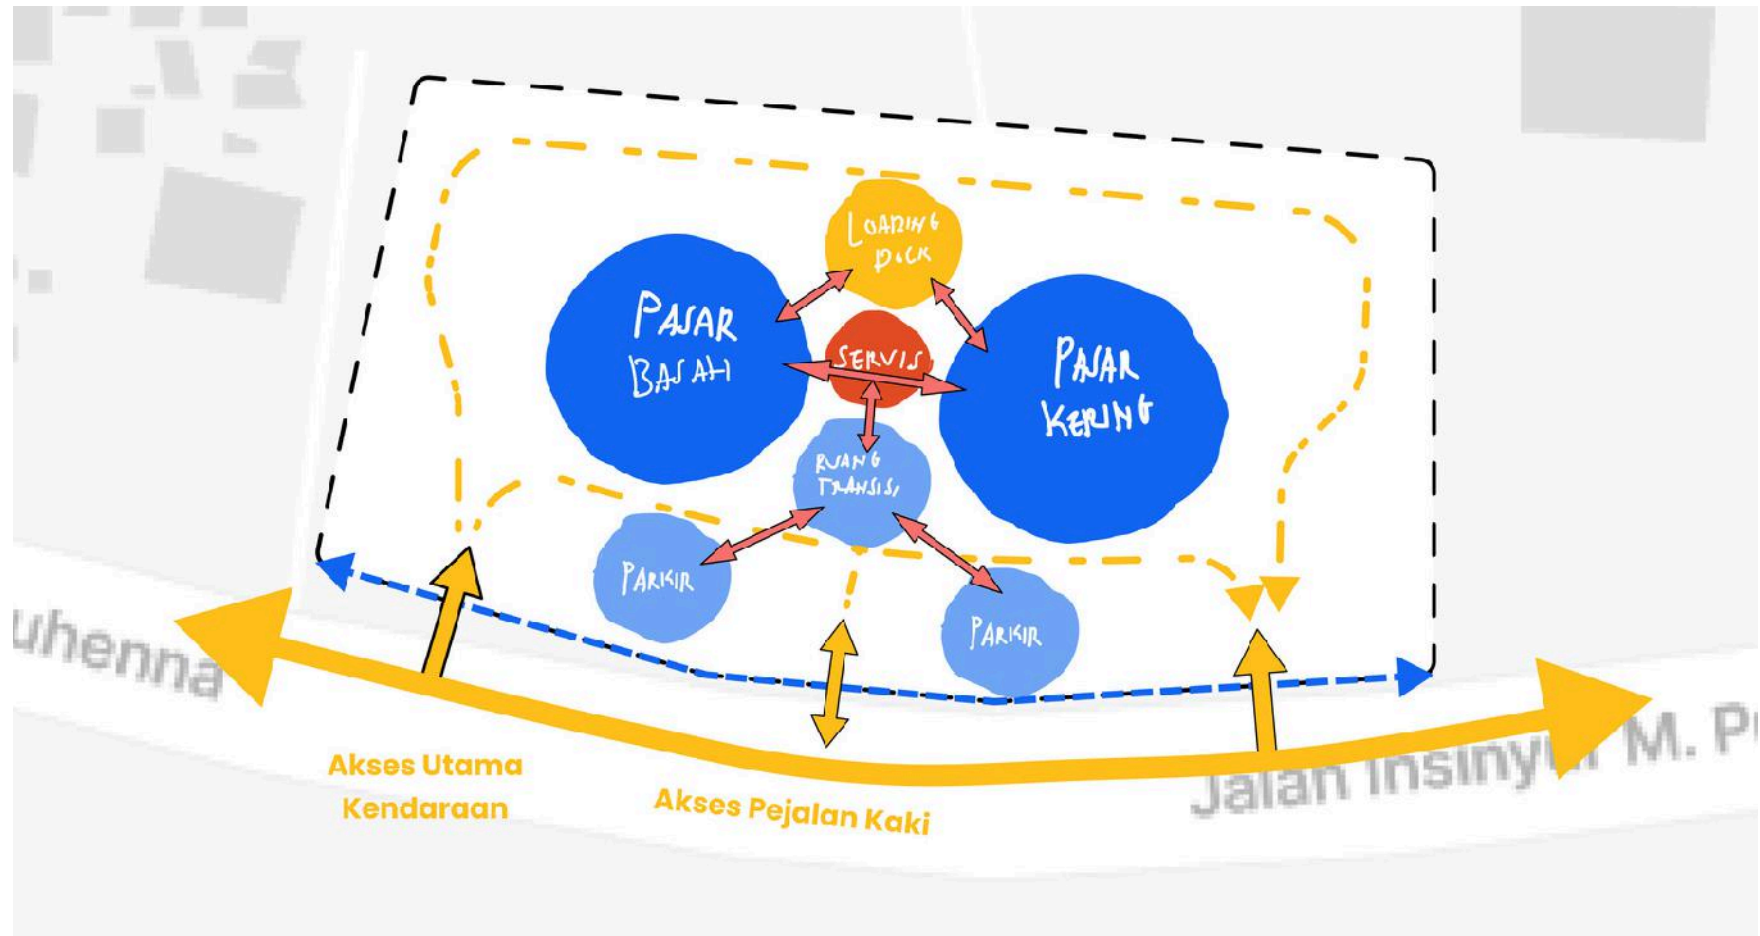 LOADING
DOCK
PASAR
BASAH
SERVIS
PASAR
KERING
RUANG
TRANSISI
PARKIR
PARKIR
uhenna
Jalan Insinyur M. P
Akses Utama
Kendaraan
Akses Pejalan Kaki